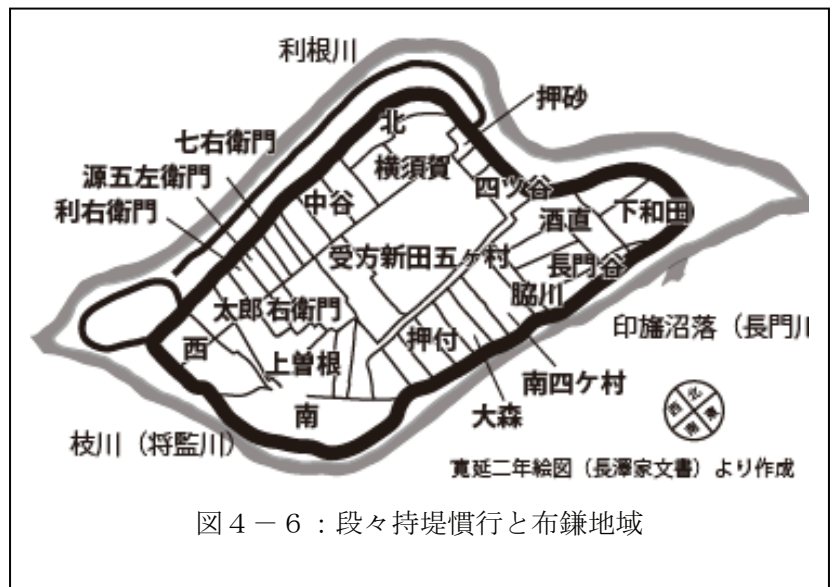 利根川
押砂
北
七右衛門
横須賀
源五左衛門
四ツ谷
中谷
利右衛門
酒直
下和田
受方新田五ヶ村
長門谷
太郎右衛門
脇川
西
押付
上曽根
印旛沼落（長門川
南四ケ村
南
大森
枝川（将監川）
北
西
東
南
寛延二年絵図（長澤家文書）より作成
図４－６：段々持堤慣行と布鎌地域